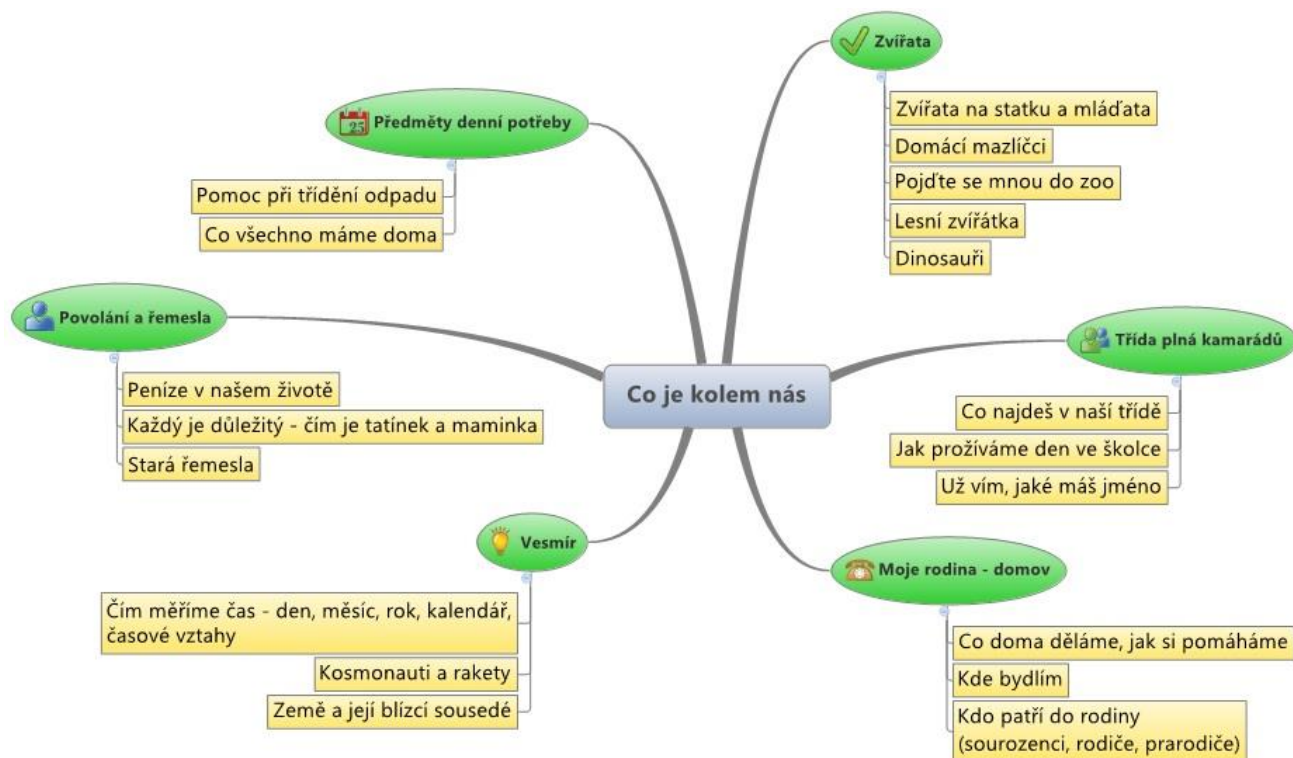 Co je kolem nás
Zvířata
Zvířata na statku a mláďata
Domácí mazlíčci
Pojďte se mnou do zoo
Lesní zvířátka
Dinosauři
Třída plná kamarádů
Co najdeš v naší třídě
Jak prožíváme den ve školce
Už vím, jaké máš jméno
Moje rodina - domov
Co doma děláme, jak si pomáháme
Kde bydlím
Kdo patří do rodiny
(sourozenci, rodiče, prarodiče)
Předměty denní potřeby
25
Pomoc při třídění odpadu
Co všechno máme doma
Povolání a řemesla
Peníze v našem životě
Každý je důležitý - čím je tatínek a maminka
Stará řemesla
Vesmír
Čím měříme čas - den, měsíc, rok, kalendář,
časové vztahy
Kosmonauti a rakety
Země a její blízcí sousedé